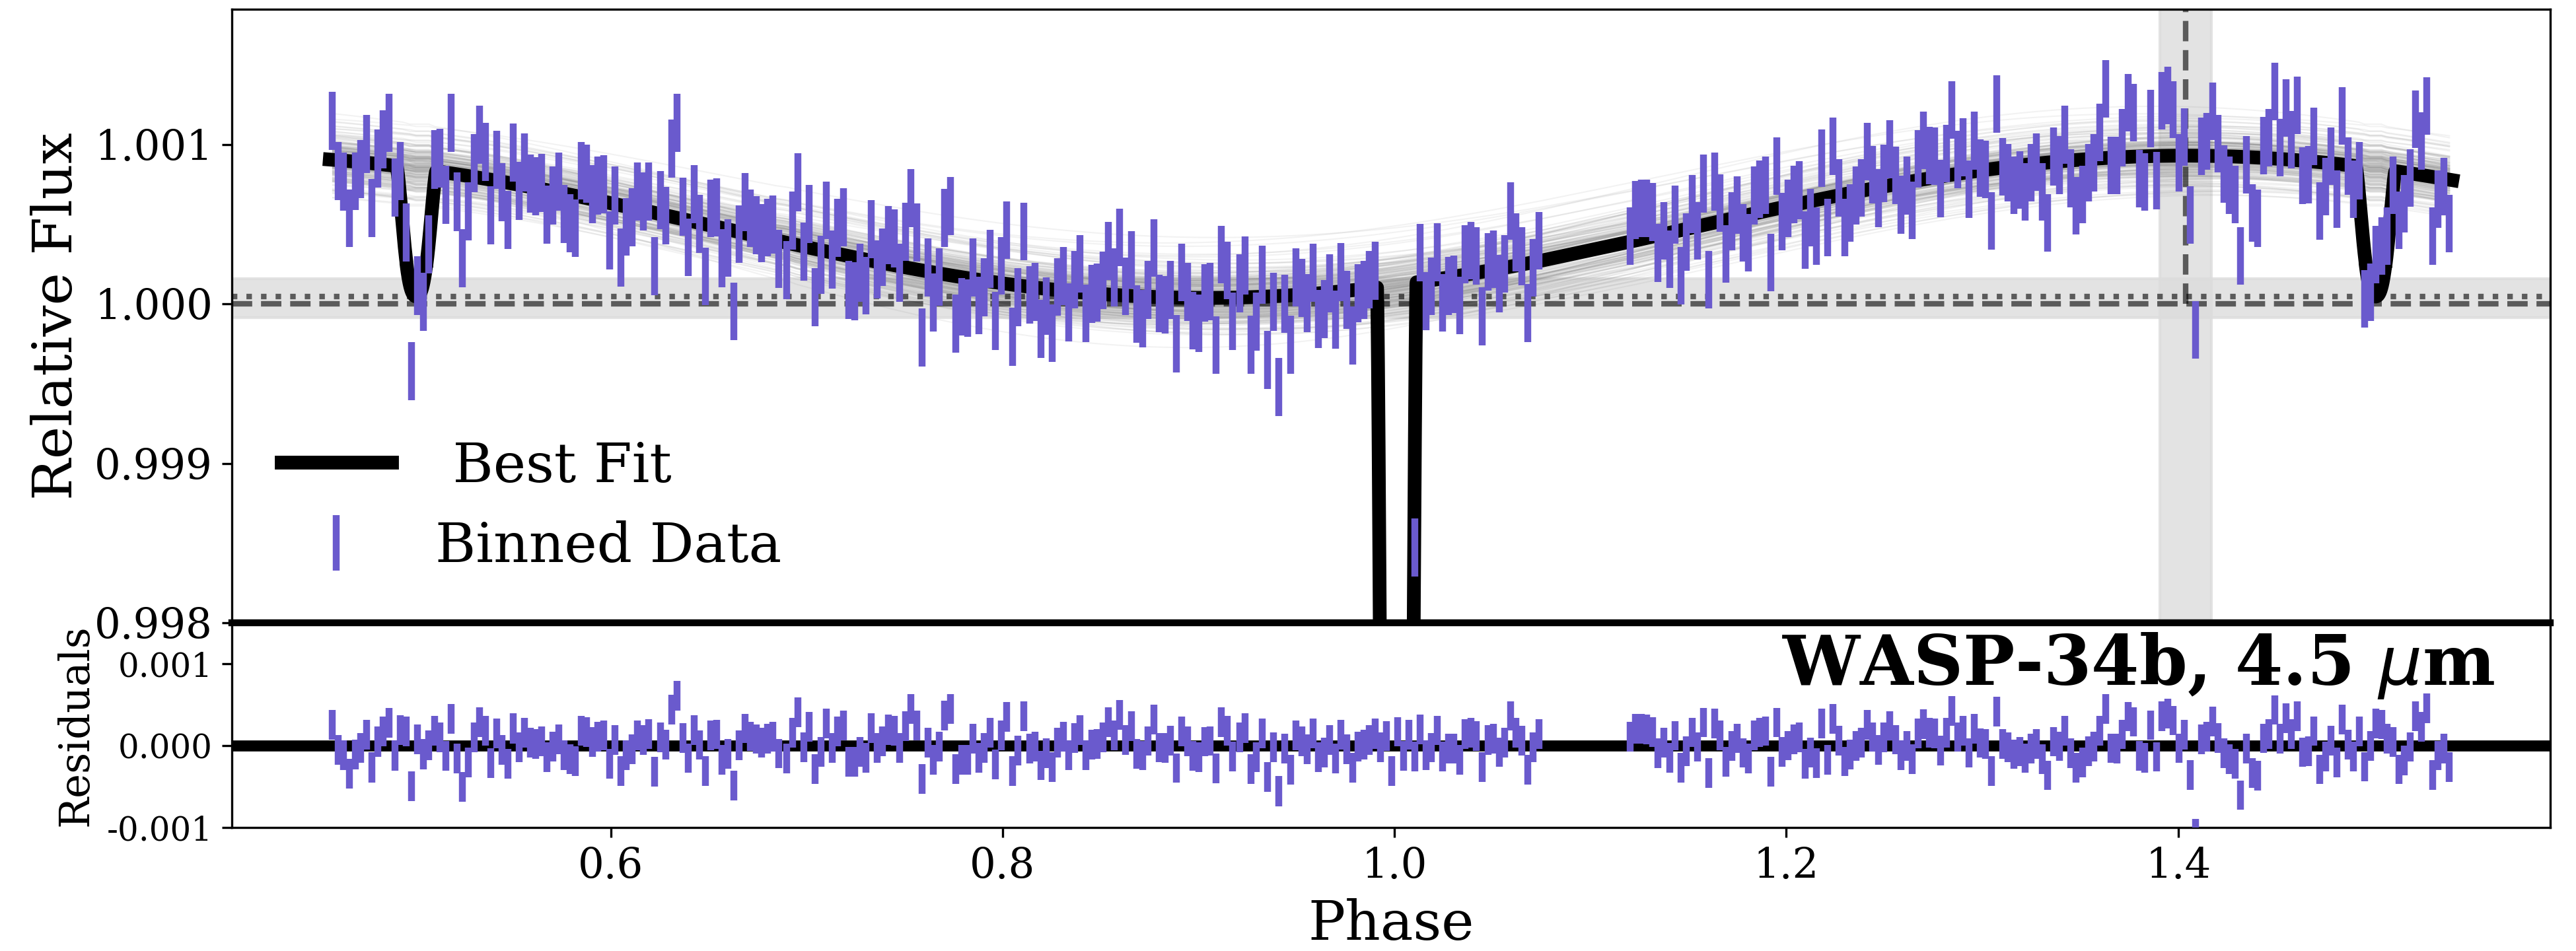 Relative Flux
1.001
1.000
0.999
0.998
Best Fit
Binned Data
Residuals
0.001
0.000
-0.001
WASP-34b, 4.5 μm
0.6
0.8
1.0
1.2
1.4
Phase